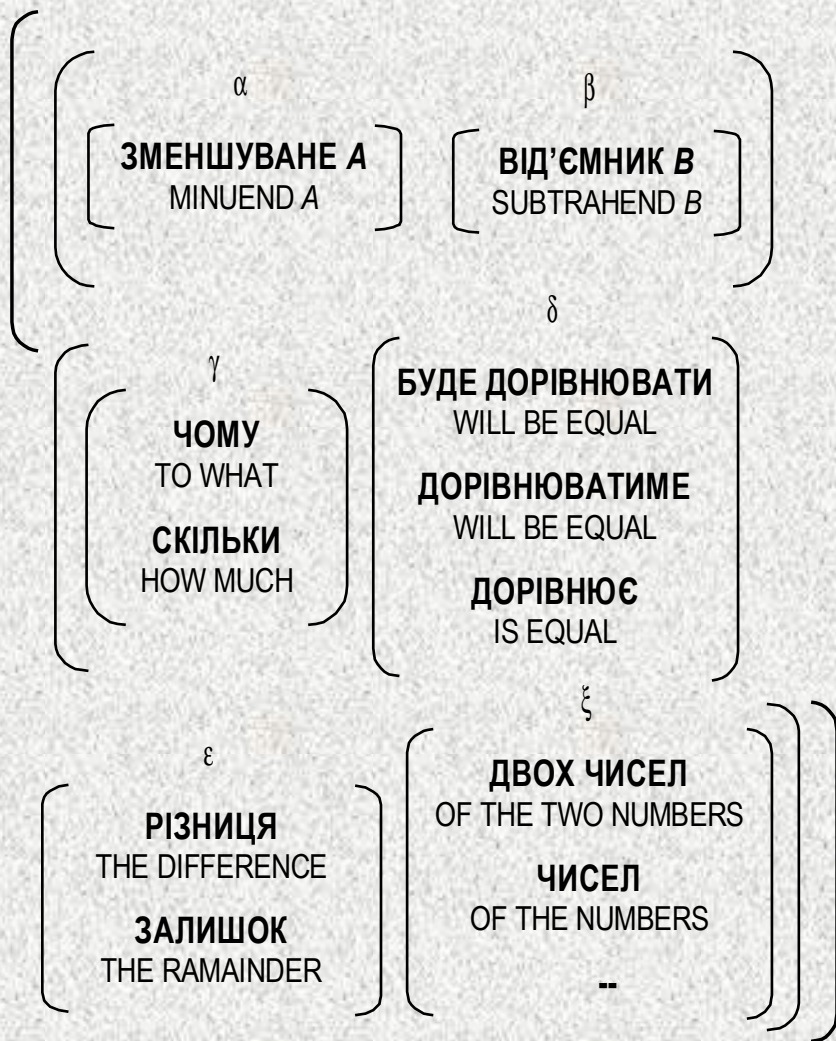 α
ЗМЕНШУВАНЕ A
MINUEND A
β
ВІД’ЄМНИК B
SUBTRAHEND B
γ
ЧОМУ
TO WHAT
СКІЛЬКИ
HOW MUCH
δ
БУДЕ ДОРІВНЮВАТИ
WILL BE EQUAL
ДОРІВНЮВАТИМЕ
WILL BE EQUAL
ДОРІВНЮЄ
IS EQUAL
ε
РІЗНИЦЯ
THE DIFFERENCE
ЗАЛИШОК
THE RAMAINDER
ξ
ДВОХ ЧИСЕЛ
OF THE TWO NUMBERS
ЧИСЕЛ
OF THE NUMBERS
--